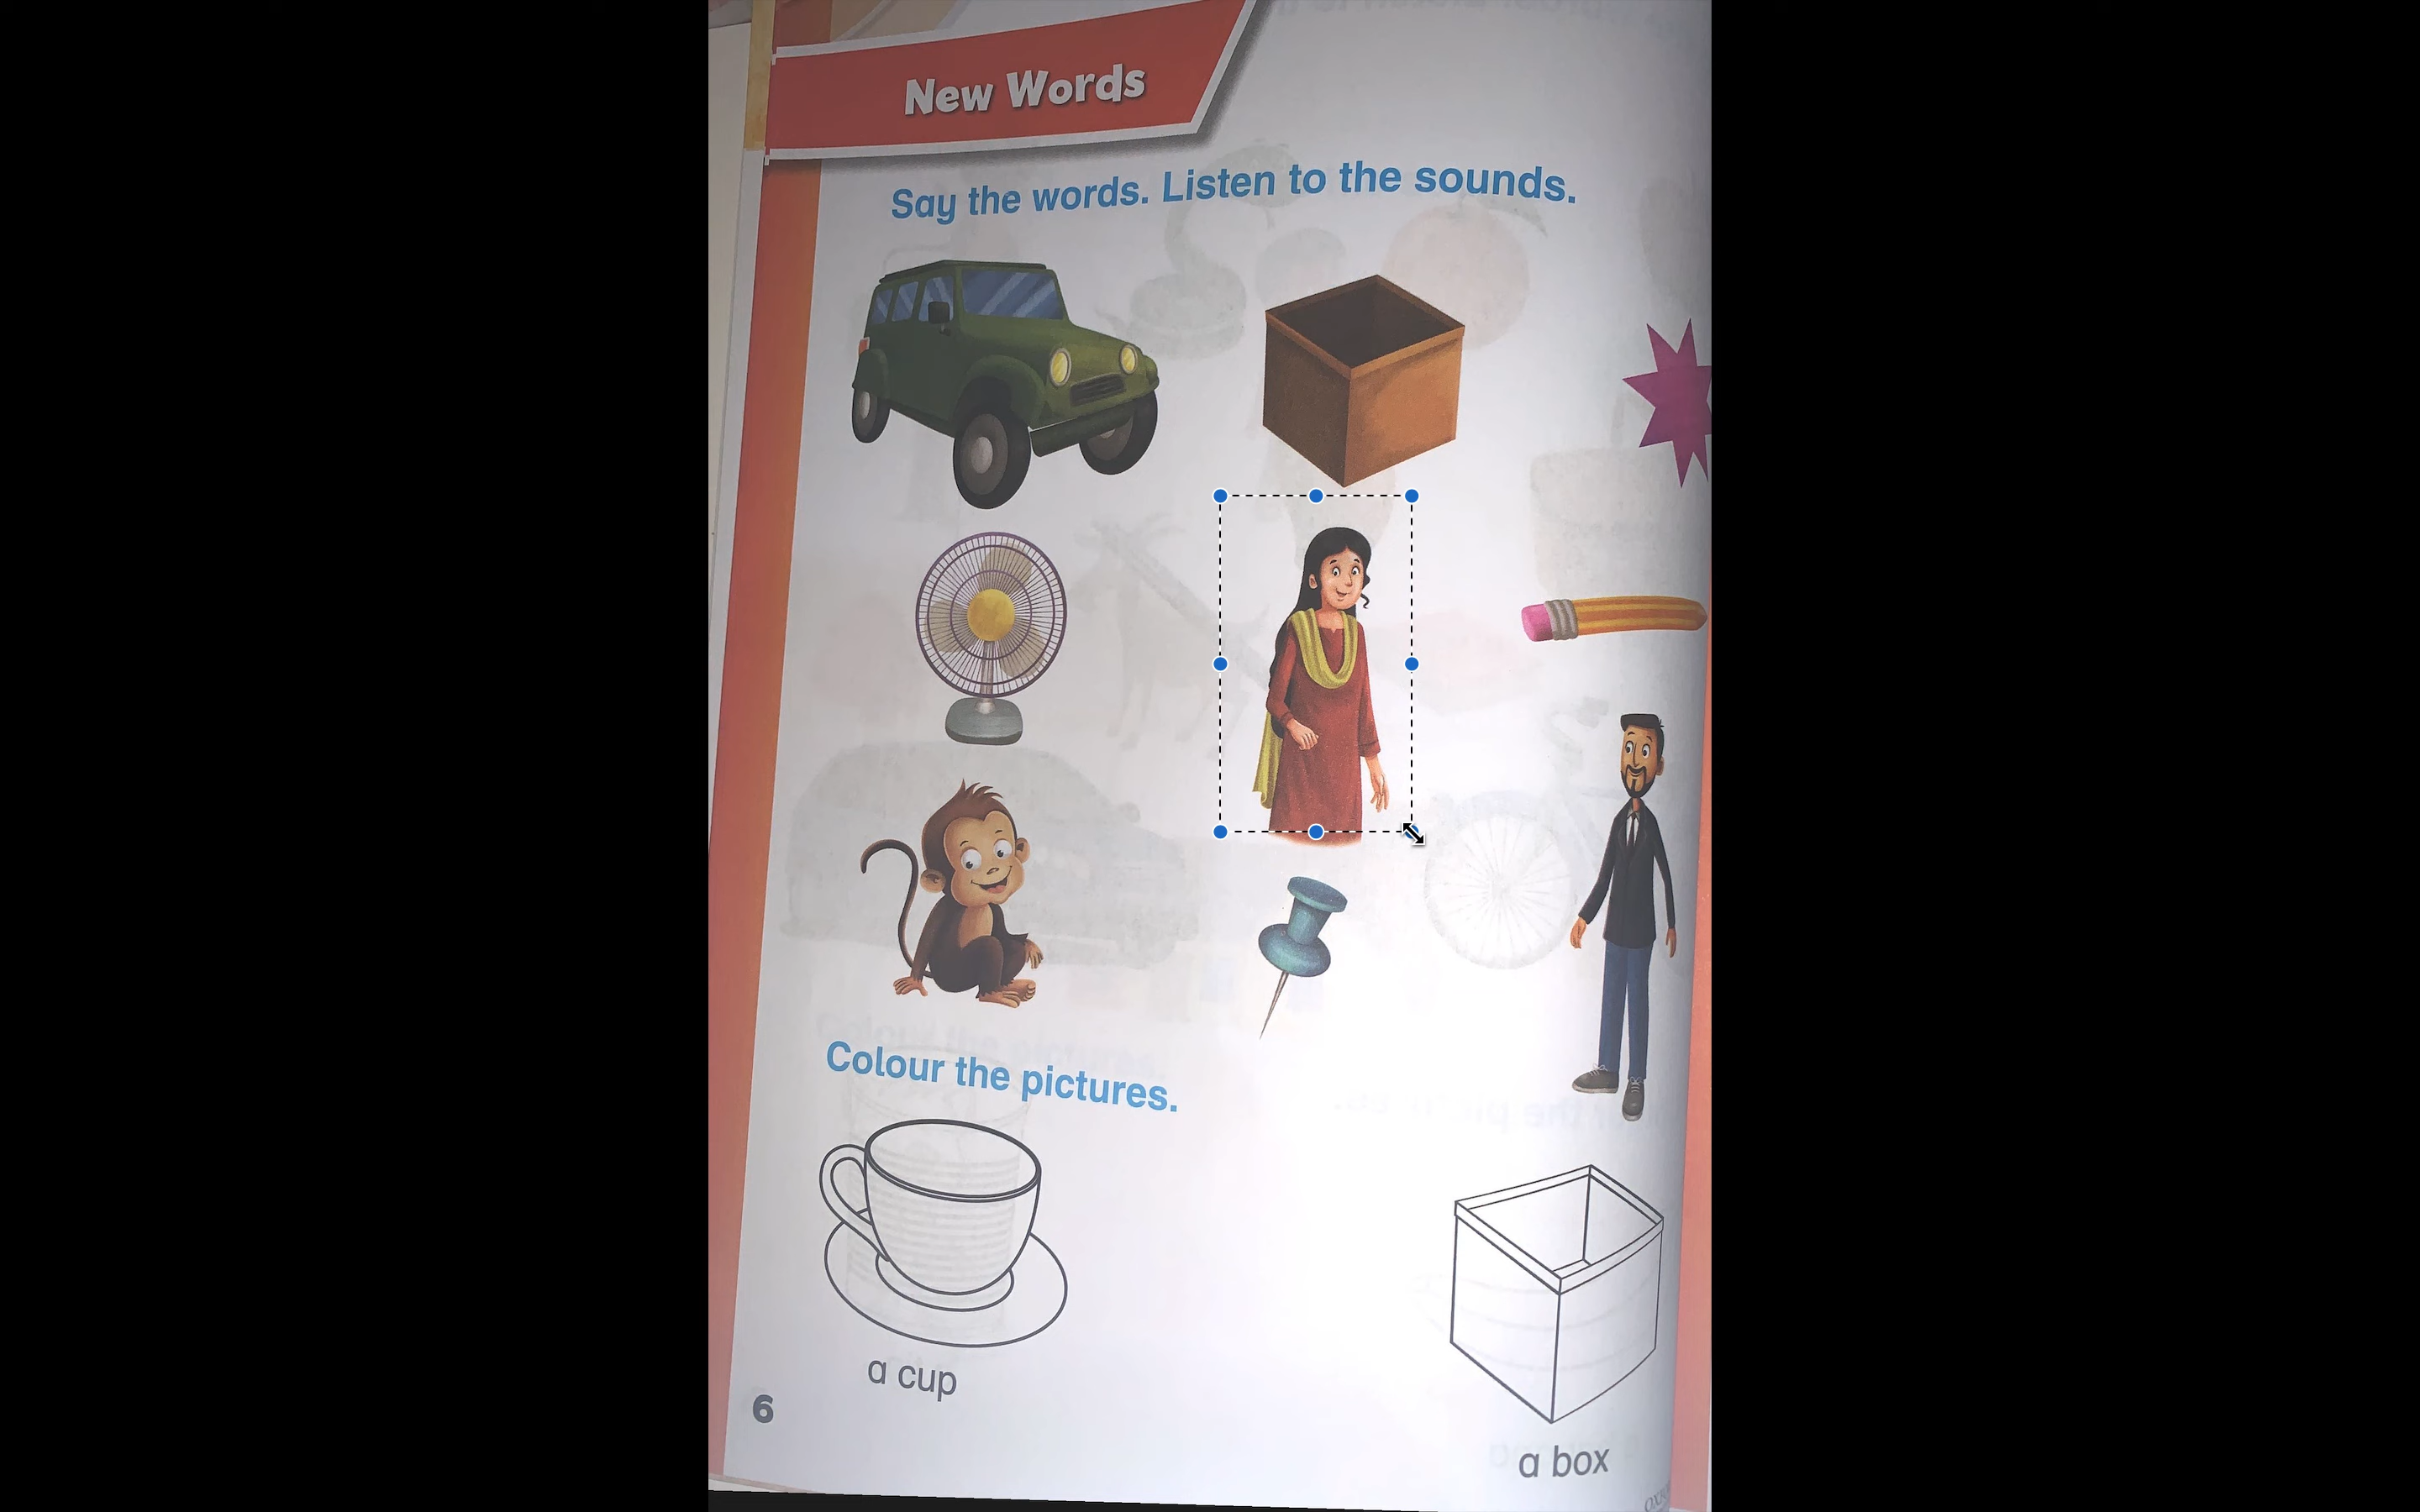 New Words
Say the words. Listen to the sounds.
Colour the pictures.
a cup
a box
6